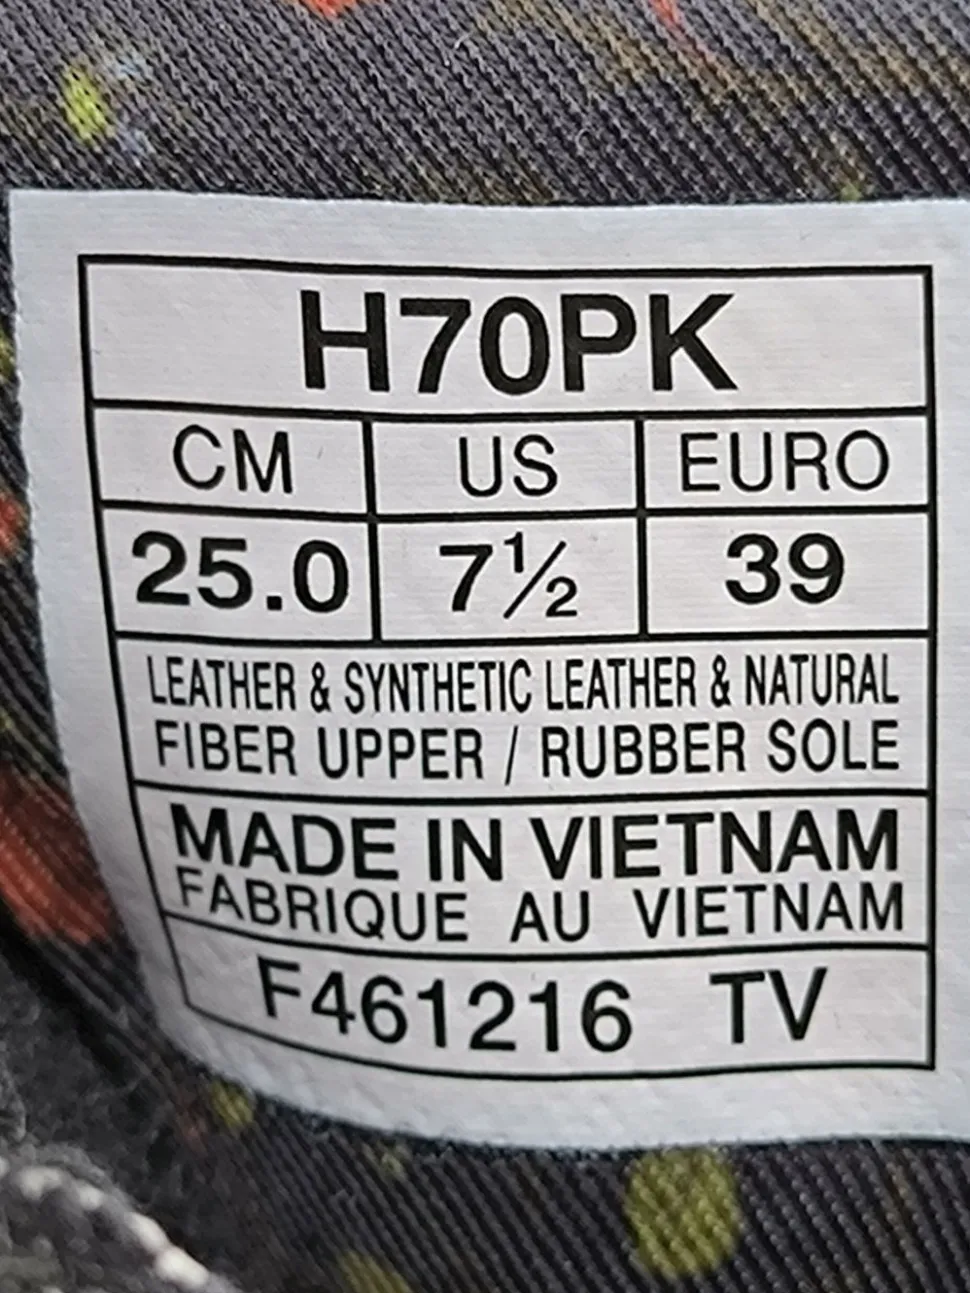 H70PK
CM US EURO
25.0 7½ 39
LEATHER & SYNTHETIC LEATHER & NATURAL
FIBER UPPER / RUBBER SOLE
MADE IN VIETNAM
FABRIQUE AU VIETNAM
F461216 TV